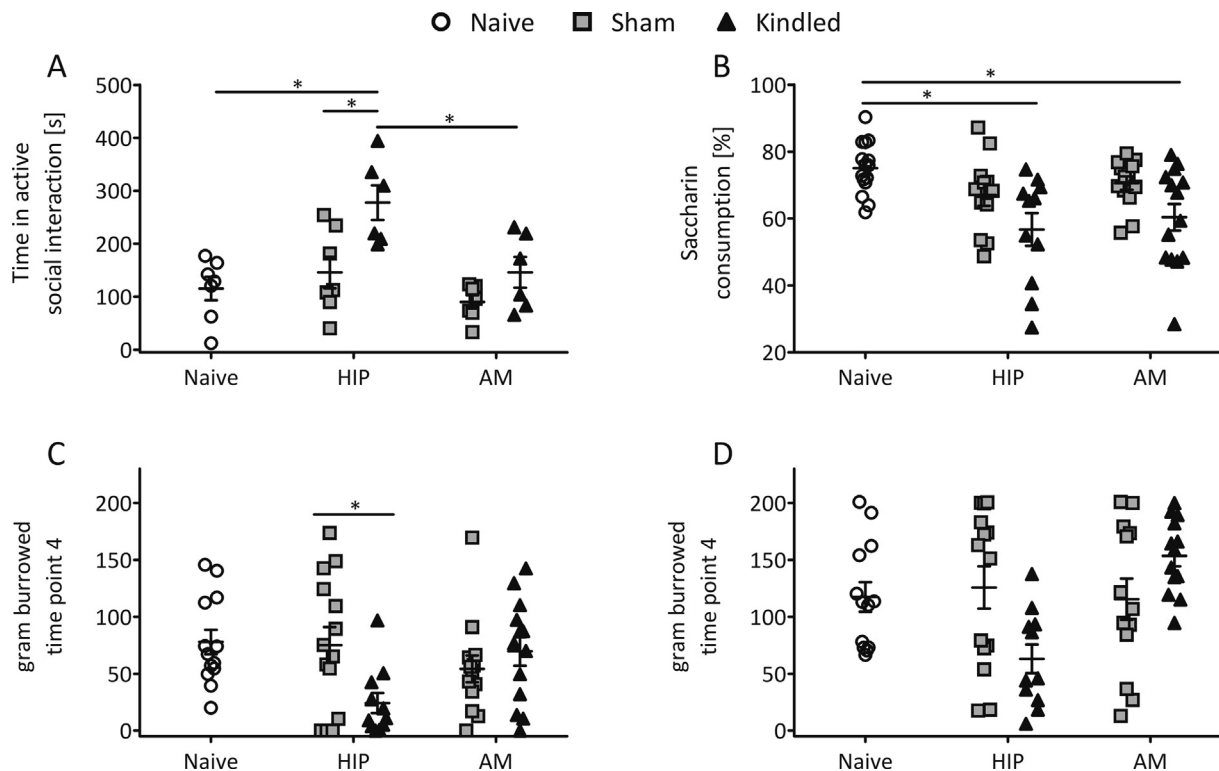 Naive Sham Kindled
A
Time in active
social interaction [s]
500
400
300
200
100
0
*
*
*
Naive HIP AM
B
Saccharin
consumption [%]
100
80
60
40
20
*
*
Naive HIP AM
C
gram burrowed
time point 4
200
150
100
50
0
*
Naive HIP AM
D
gram burrowed
time point 4
200
150
100
50
0
Naive HIP AM